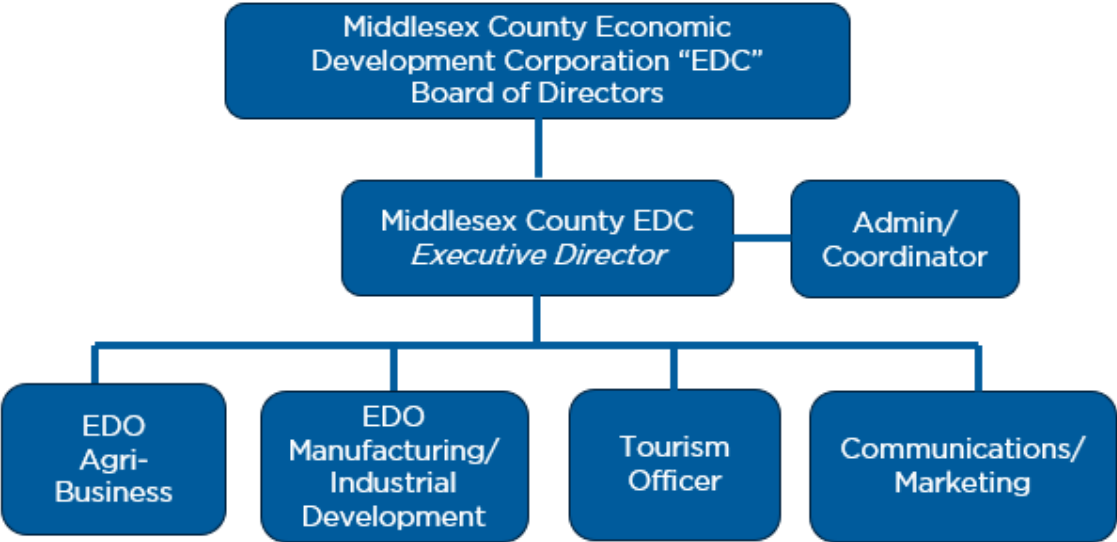 Middlesex County Economic
Development Corporation “EDC”
Board of Directors
Middlesex County EDC
Executive Director
Admin/
Coordinator
EDO
Agri-
Business
EDO
Manufacturing/
Industrial
Development
Tourism
Officer
Communications/
Marketing